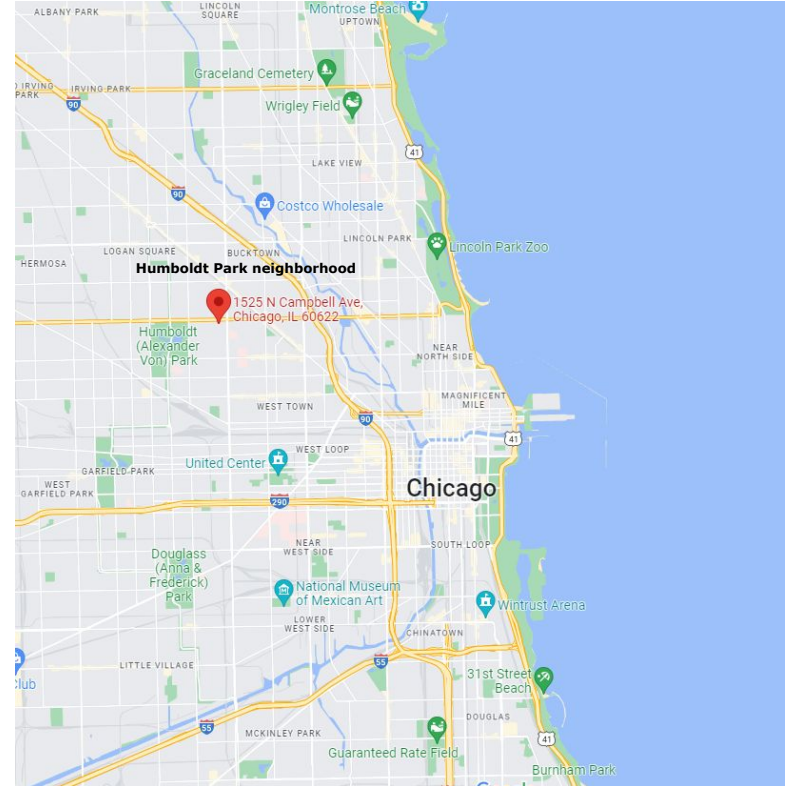 ALBANY PARK
LINCOLN
SQUARE
Montrose Beach
UPTOWN
Graceland Cemetery
IRVING
PARK
IRVING PARK
90
Wrigley Field
41
LAKE VIEW
90
Costco Wholesale
LINCOLN PARK
Lincoln Park Zoo
LOGAN SQUARE
BUCKTOWN
HERMOSA
Humboldt Park neighborhood
1525 N Campbell Ave,
Chicago, IL 60622
Humboldt
(Alexander
Von) Park
NEAR
NORTH SIDE
MAGNIFICENT
MILE
WEST TOWN
90
41
WEST LOOP
United Center
GARFIELD PARK
WEST
GARFIELD PARK
Chicago
290
NEAR
WEST SIDE
SOUTH LOOP
Douglass
(Anna &
Frederick)
Park
National Museum
of Mexican Art
Wintrust Arena
LOWER
WEST SIDE
CHINATOWN
55
LITTLE VILLAGE
Club
31st Street
Beach
DOUGLAS
55
MCKINLEY PARK
41
Guaranteed Rate Field
Burnham Park